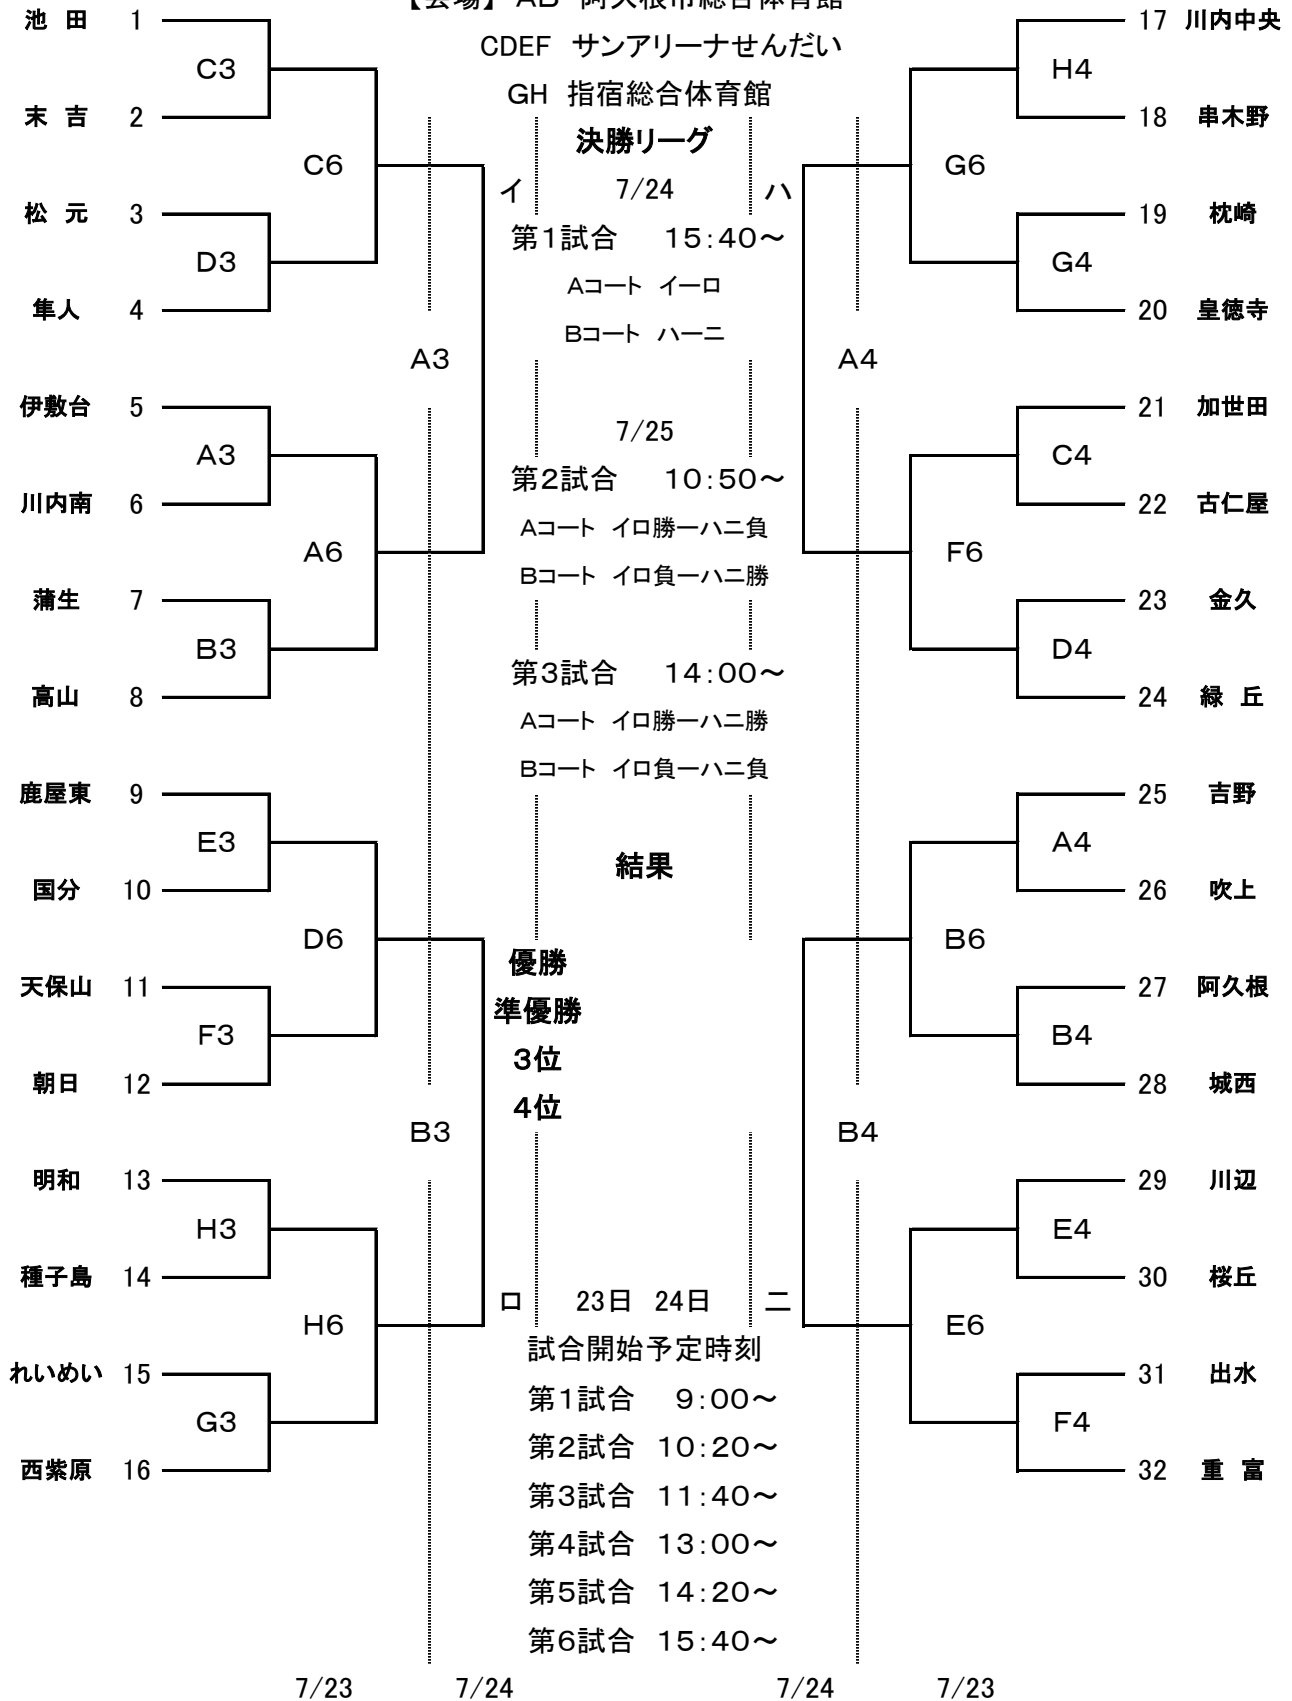 【会場】 AB 阿久根市総合体育館
CDEF サンアリーナせんだい
GH 指宿総合体育館
池 田 1
C3
末 吉 2
C6
松 元 3
D3
隼人 4
A3
伊敷台 5
A3
川内南 6
A6
蒲生 7
B3
高山 8
鹿屋東 9
E3
国分 10
D6
天保山 11
F3
朝日 12
B3
明和 13
H3
種子島 14
H6
れいめい 15
G3
西紫原 16
決勝リーグ
イ 7/24 ハ
第1試合 15:40~
Aコート イーロ
Bコート ハーニ
7/25
第2試合 10:50~
Aコート イロ勝ーハニ負
Bコート イロ負ーハニ勝
第3試合 14:00~
Aコート イロ勝ーハニ勝
Bコート イロ負ーハニ負
結果
優勝
準優勝
3位
4位
ロ 23日 24日 ニ
試合開始予定時刻
第1試合 9:00~
第2試合 10:20~
第3試合 11:40~
第4試合 13:00~
第5試合 14:20~
第6試合 15:40~
17 川内中央
H4
18 串木野
G6
19 枕崎
G4
20 皇徳寺
A4
21 加世田
C4
22 古仁屋
F6
23 金久
D4
24 緑 丘
25 吉野
A4
26 吹上
B6
27 阿久根
B4
28 城西
B4
29 川辺
E4
30 桜丘
E6
31 出水
F4
32 重 富
7/23 7/24 7/24 7/23